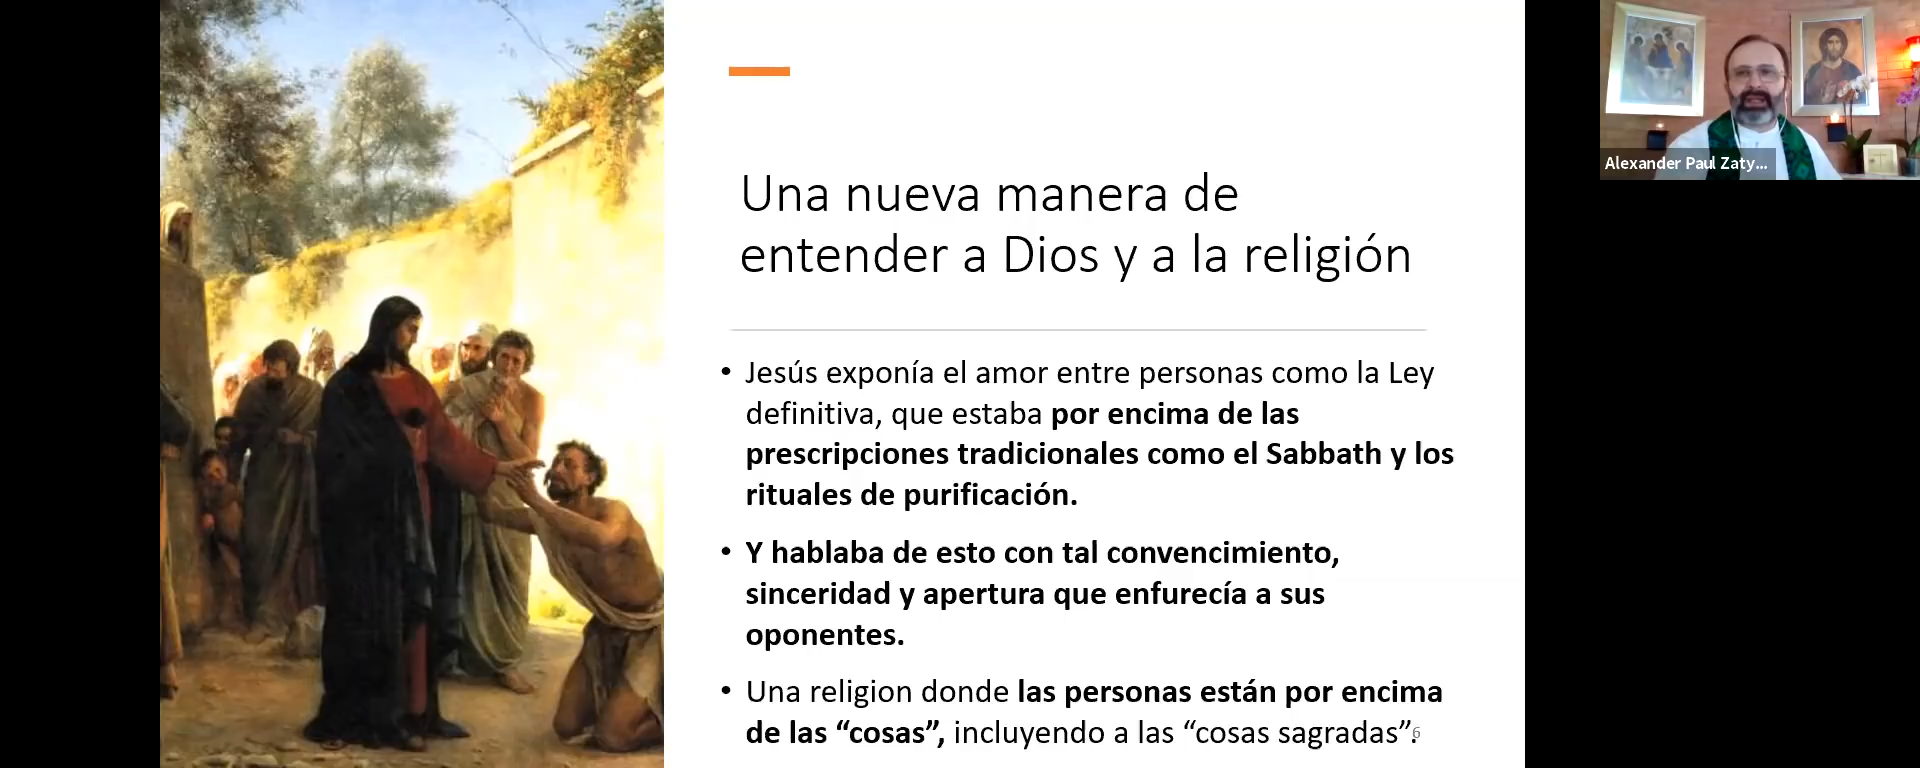 Una nueva manera de
entender a Dios y a la religión
• Jesús exponía el amor entre personas como la Ley
definitiva, que estaba por encima de las
prescripciones tradicionales como el Sabbath y los
rituales de purificación.
• Y hablaba de esto con tal convencimiento,
sinceridad y apertura que enfurecía a sus
oponentes.
• Una religion donde las personas están por encima
de las “cosas”, incluyendo a las “cosas sagradas”.
6
Alexander Paul Zaty...